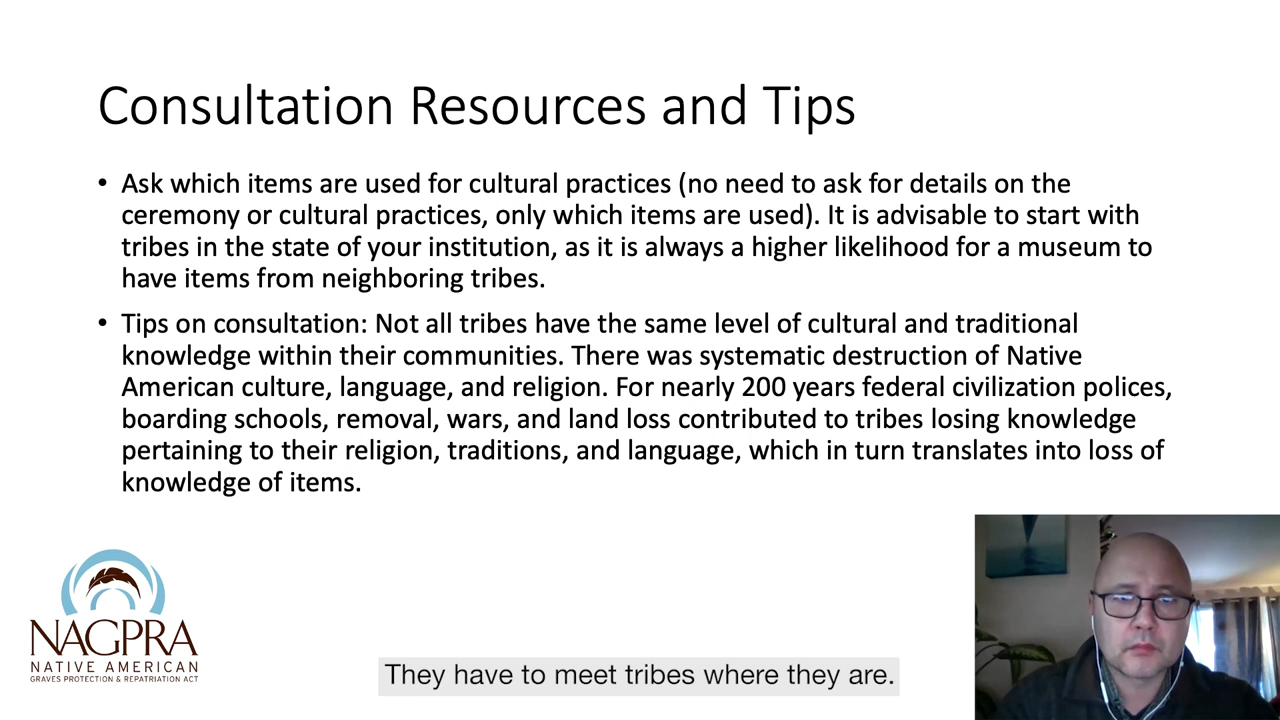 Consultation Resources and Tips
• Ask which items are used for cultural practices (no need to ask for details on the
ceremony or cultural practices, only which items are used). It is advisable to start with
tribes in the state of your institution, as it is always a higher likelihood for a museum to
have items from neighboring tribes.
• Tips on consultation: Not all tribes have the same level of cultural and traditional
knowledge within their communities. There was systematic destruction of Native
American culture, language, and religion. For nearly 200 years federal civilization polices,
boarding schools, removal, wars, and land loss contributed to tribes losing knowledge
pertaining to their religion, traditions, and language, which in turn translates into loss of
knowledge of items.
NAGPRA
NATIVE AMERICAN
GRAVES PROTECTION & REPATRIATION ACT
They have to meet tribes where they are.